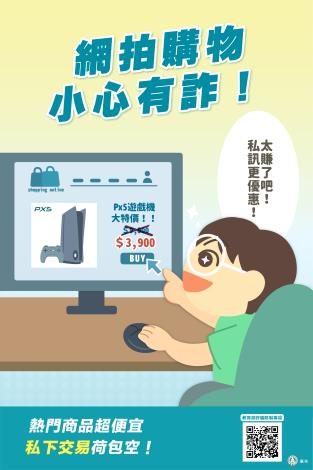 網拍購物
小心有詐！
太賺了吧！
私訊更優惠！
shopping online
PX5
Px5遊戲機
大特價！！
$3,900
BUY
熱門商品超便宜
私下交易荷包空！